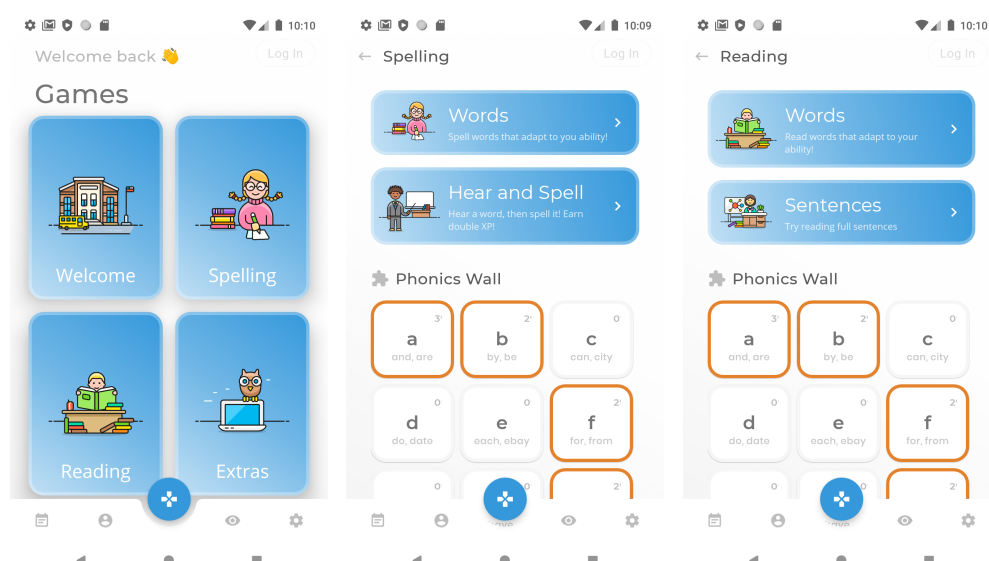 10:10
Welcome back 👋
Log In
Games
Welcome
Spelling
Reading
Extras
10:09
← Spelling
Log In
Words
Spell words that adapt to you ability!
Hear and Spell
Hear a word, then spell it! Earn
double XP!
Phonics Wall
3'
a
and, are
2'
b
by, be
0
c
can, city
0
d
do, date
0
e
each, ebay
2'
f
for, from
0
0
2'
10:10
← Reading
Log In
Words
Read words that adapt to your
ability!
Sentences
Try reading full sentences
Phonics Wall
3'
a
and, are
2'
b
by, be
0
c
can, city
0
d
do, date
0
e
each, ebay
2'
f
for, from
0
0
2'